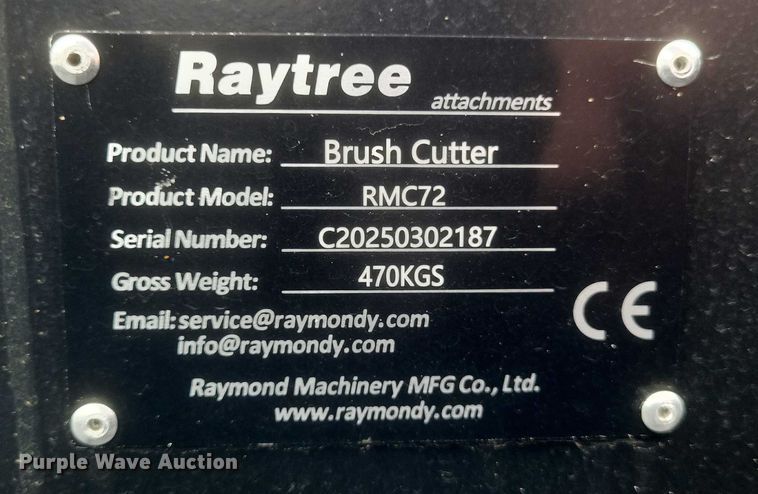 Raytree
attachments
Product Name: Brush Cutter
Product Model: RMC72
Serial Number: C20250302187
Gross Weight: 470KGS
Email: service@raymondy.com
info@raymondy.com
CE
Raymond Machinery MFG Co., Ltd.
www.raymondy.com
Purple Wave Auction